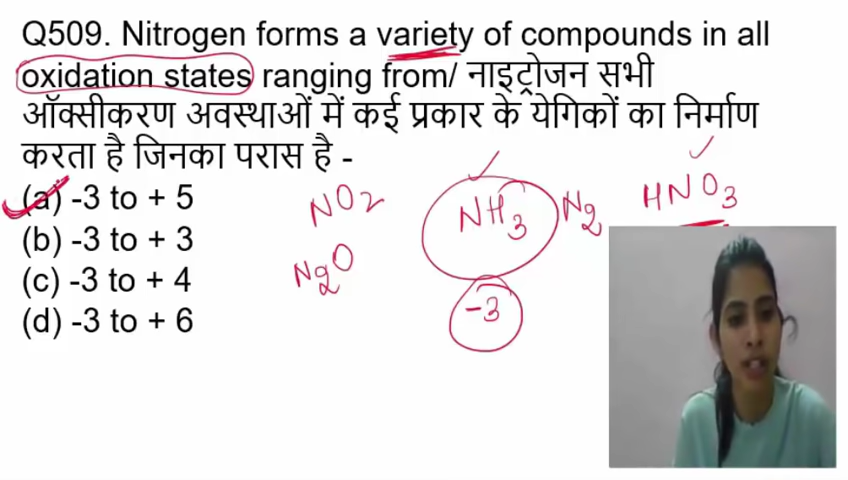 Q509. Nitrogen forms a variety of compounds in all
oxidation states ranging from/ नाइट्रोजन सभी
ऑक्सीकरण अवस्थाओं में कई प्रकार के येगिकों का निर्माण
करता है जिनका परास है -
(a) -3 to + 5
(b) -3 to + 3
(c) -3 to + 4
(d) -3 to + 6
NO2
NH3
N2
HNO3
N2O
-3